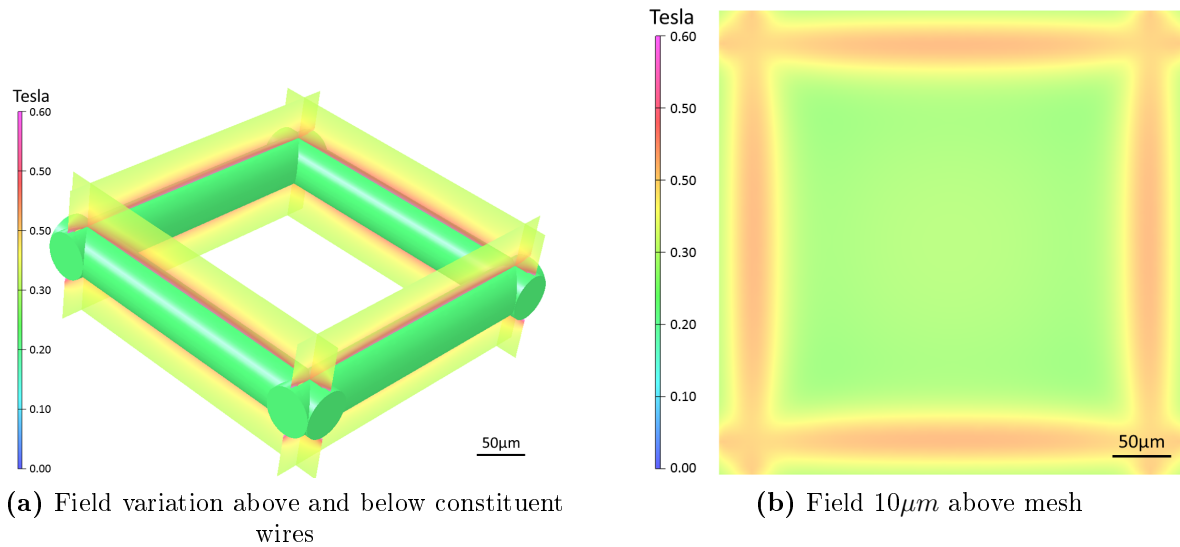 Tesla
0.60
0.50
0.50
0.30
0.20
0.10
0.00
50μm
(a) Field variation above and below constituent
wires
Tesla
0.60
0.50
0.50
0.30
0.20
0.10
0.00
50μm
(b) Field 10μm above mesh